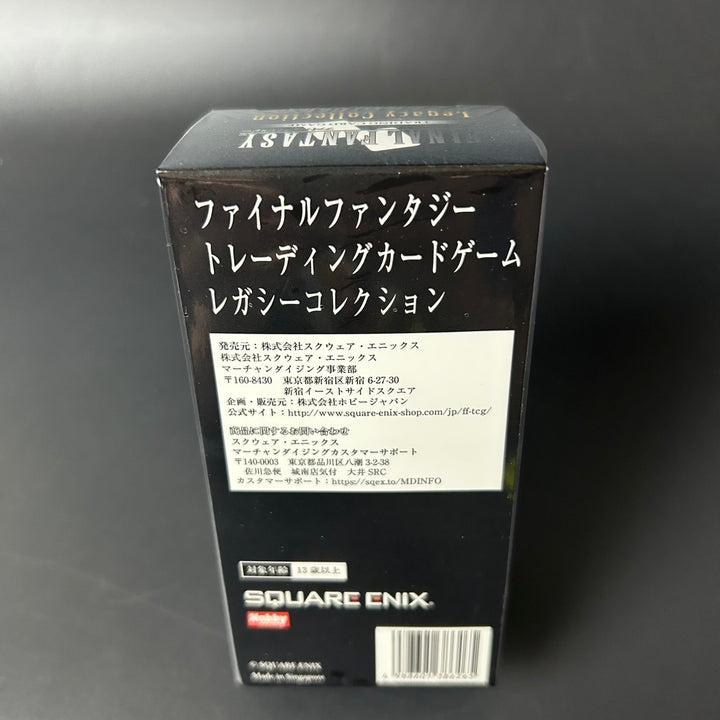 FINAL FANTASY
TRADING CARD GAME
Legacy Collection
ファイナルファンタジー
トレーディングカードゲーム
レガシーコレクション
発売元：株式会社スクウェア・エニックス
株式会社スクウェア・エニックス
マーチャンダイジング事業部
〒160-8430 東京都新宿区新宿 6-27-30
新宿イーストサイドスクエア
企画・販売元：株式会社ホビージャパン
公式サイト：http://www.square-enix-shop.com/jp/ff-tcg/
商品に関するお問い合わせ
スクウェア・エニックス
マーチャンダイジングカスタマーサポート
〒140-0003 東京都品川区八潮 3-2-38
佐川急便 城南店気付 大井 SRC
カスタマーサポート：https://sqex.to/MDINFO
対象年齢 13 歳以上
SQUARE ENIX.
Hobby
© SQUARE ENIX
Made in Singapore